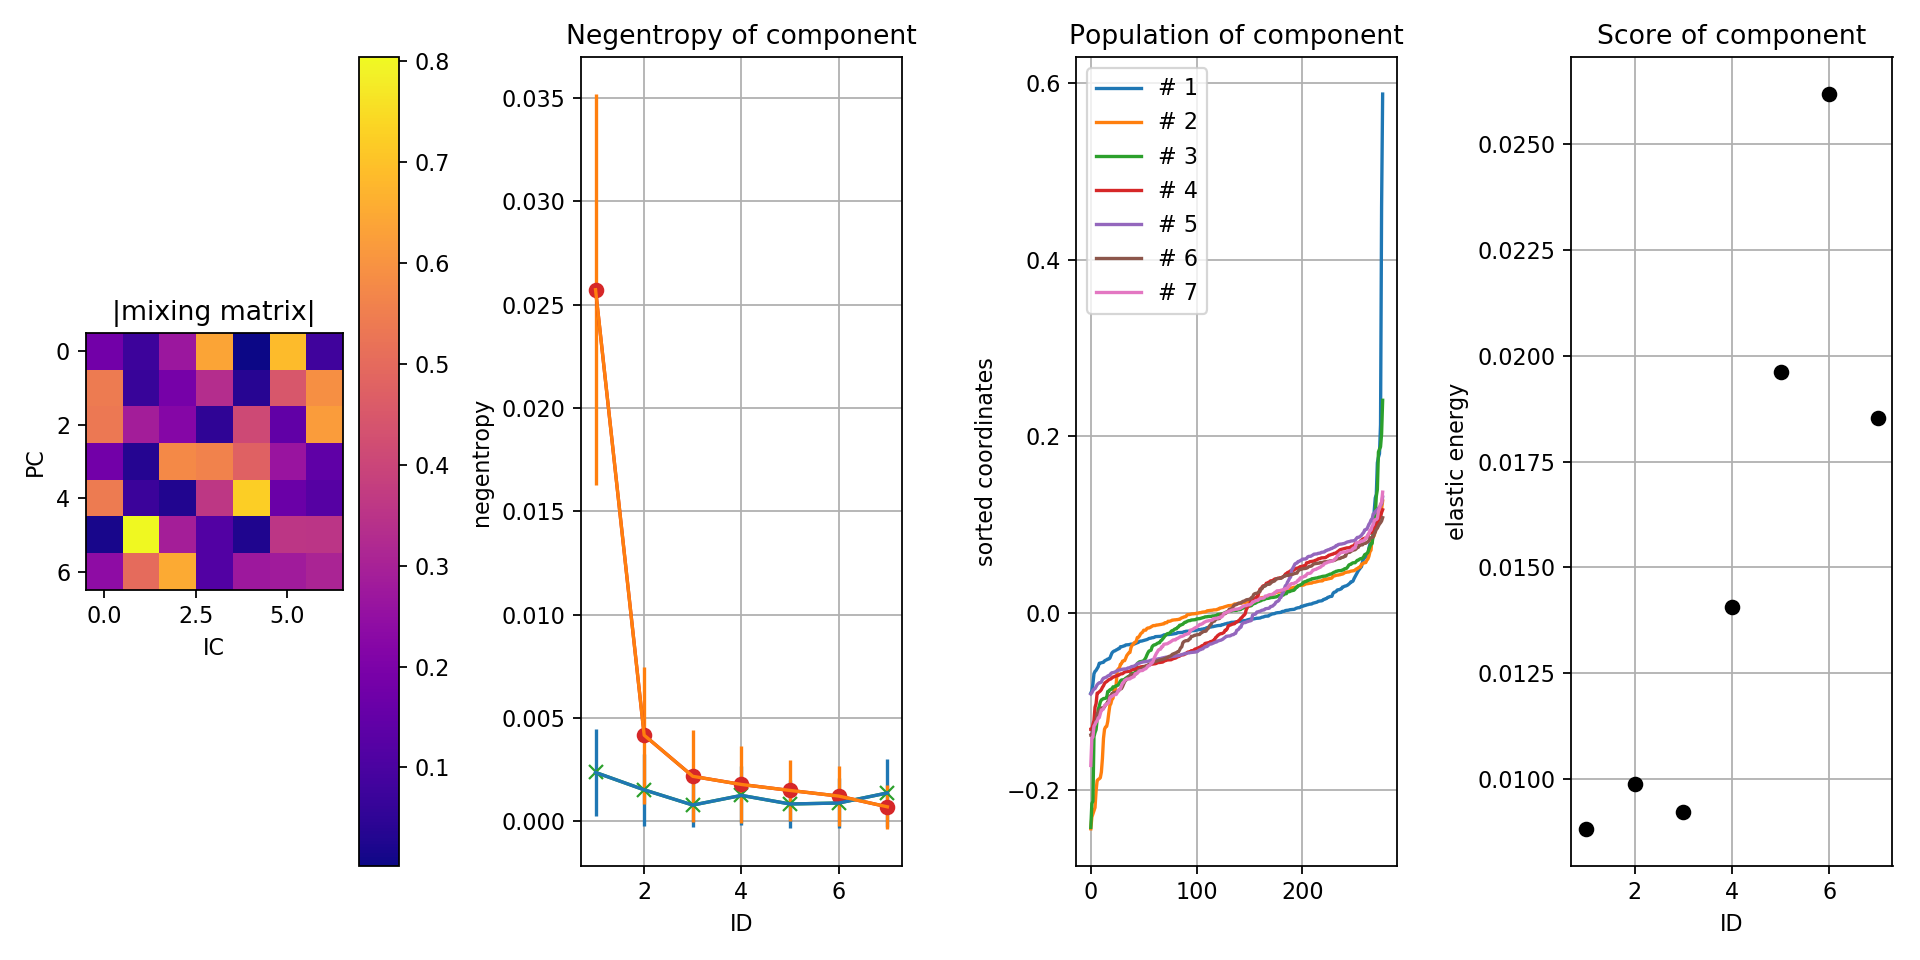 |mixing matrix|
PC
0
2
4
6
0.0 2.5 5.0
IC
0.8
0.7
0.6
0.5
0.4
0.3
0.2
0.1
Negentropy of component
negentropy
0.035
0.030
0.025
0.020
0.015
0.010
0.005
0.000
2 4 6
ID
Population of component
sorted coordinates
0.6
0.4
0.2
0.0
−0.2
# 1
# 2
# 3
# 4
# 5
# 6
# 7
0 100 200
Score of component
elastic energy
0.0250
0.0225
0.0200
0.0175
0.0150
0.0125
0.0100
2 4 6
ID